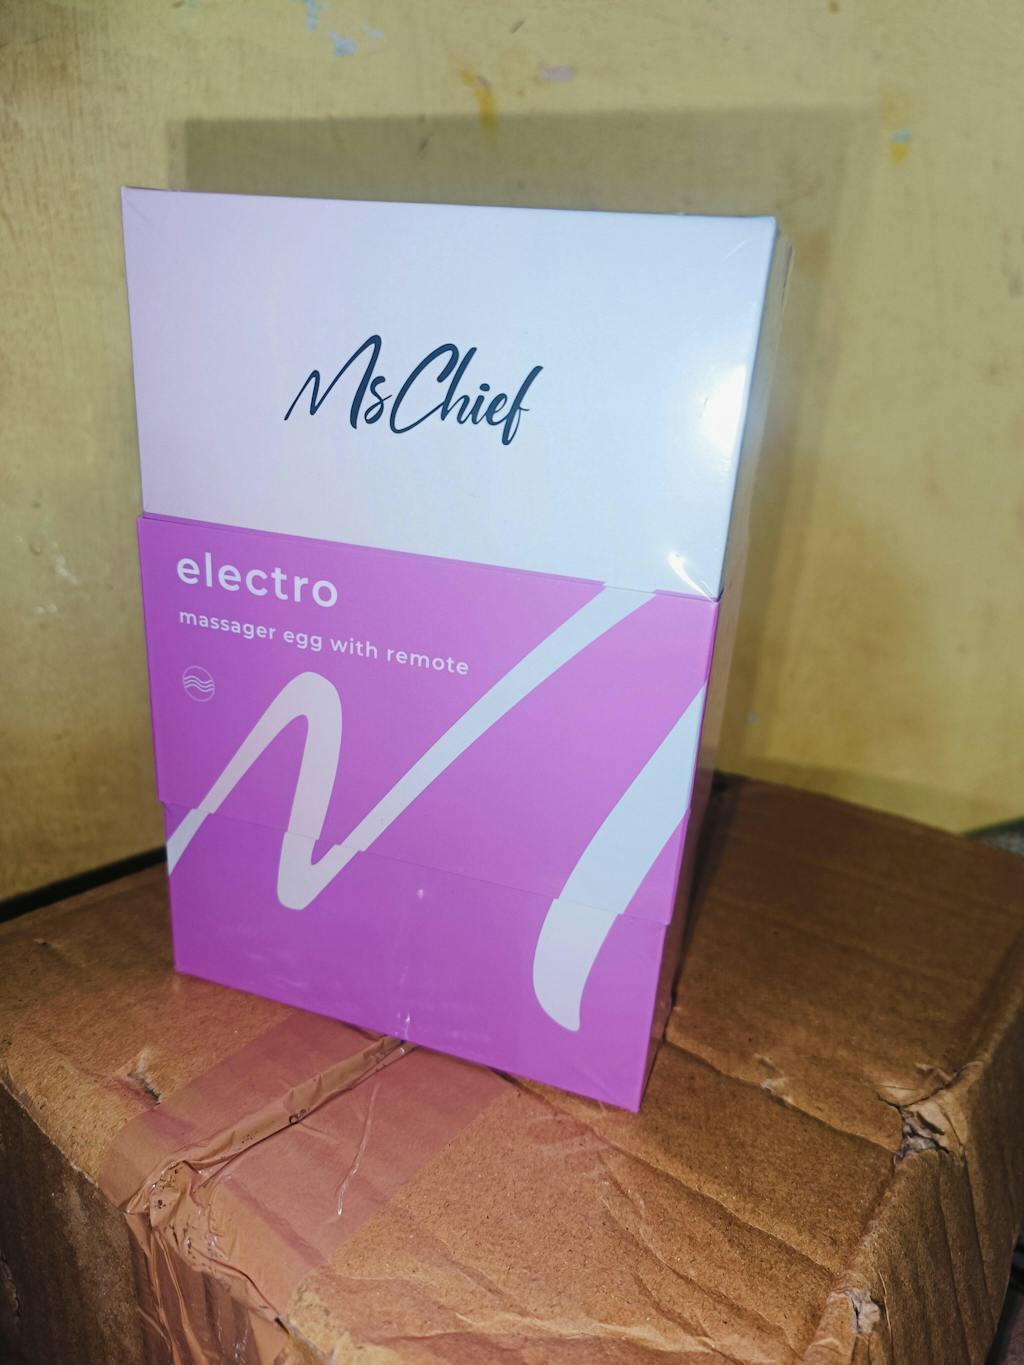 MsChief
electro
massager egg with remote